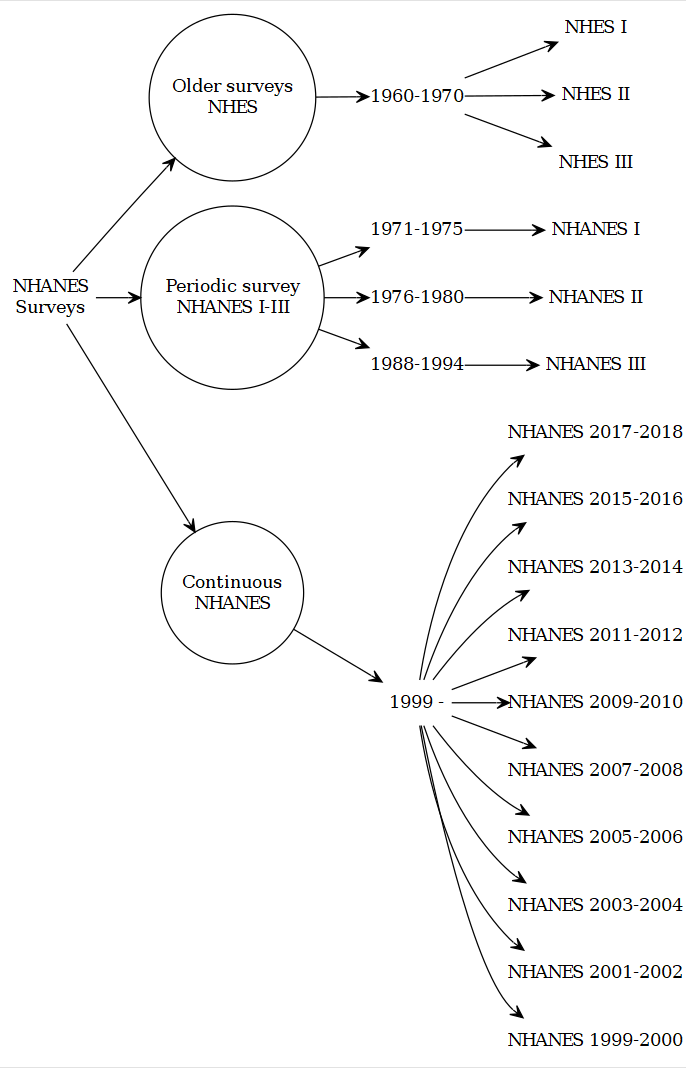 NHANES
Surveys
Older surveys
NHES
1960-1970
NHES I
NHES II
NHES III
Periodic survey
NHANES I-III
1971-1975
NHANES I
1976-1980
NHANES II
1988-1994
NHANES III
Continuous
NHANES
1999 -
NHANES 2017-2018
NHANES 2015-2016
NHANES 2013-2014
NHANES 2011-2012
NHANES 2009-2010
NHANES 2007-2008
NHANES 2005-2006
NHANES 2003-2004
NHANES 2001-2002
NHANES 1999-2000